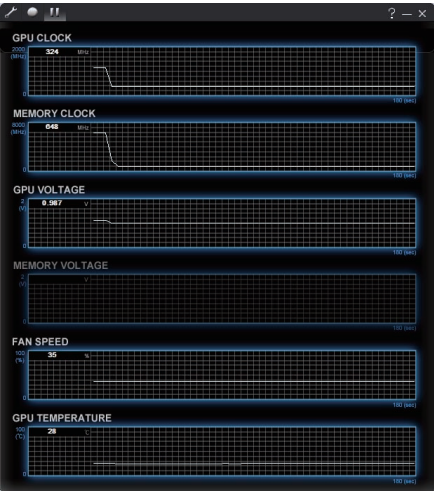 ? – ×
GPU CLOCK
2000 324 MHz
(MHz)
0
180 (sec)
MEMORY CLOCK
8000 648 MHz
(MHz)
0
180 (sec)
GPU VOLTAGE
2 0.987 V
(V)
0
180 (sec)
MEMORY VOLTAGE
2 V
(V)
0
180 (sec)
FAN SPEED
100 35 %
(%)
0
180 (sec)
GPU TEMPERATURE
100 28 °C
(°C)
0
180 (sec)